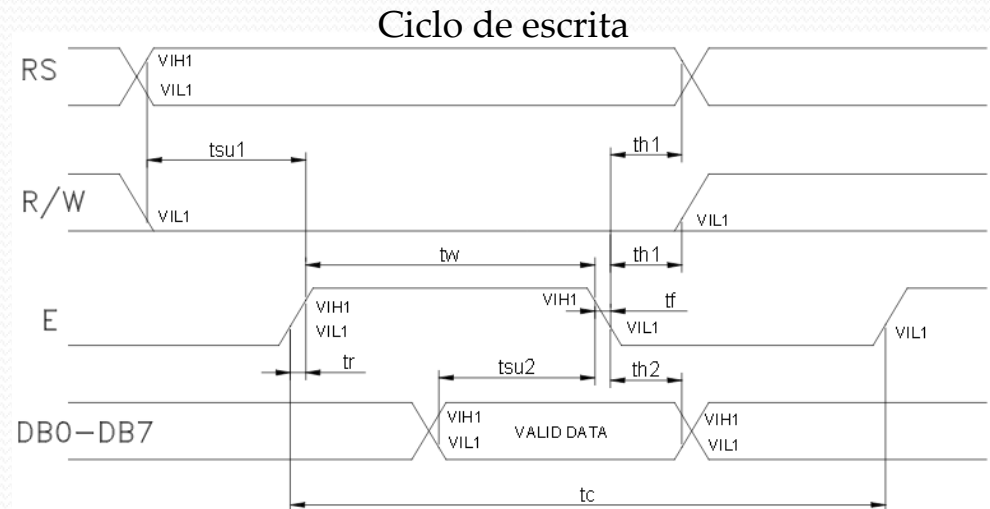 Ciclo de escrita
RS
VIH1
VIL1
tsu1
th1
R/W
VIL1
VIL1
tw
th1
E
VIH1
VIL1
VIH1
tf
VIL1
VIL1
tr
tsu2
th2
DB0-DB7
VIH1
VIL1
VALID DATA
VIH1
VIL1
tc